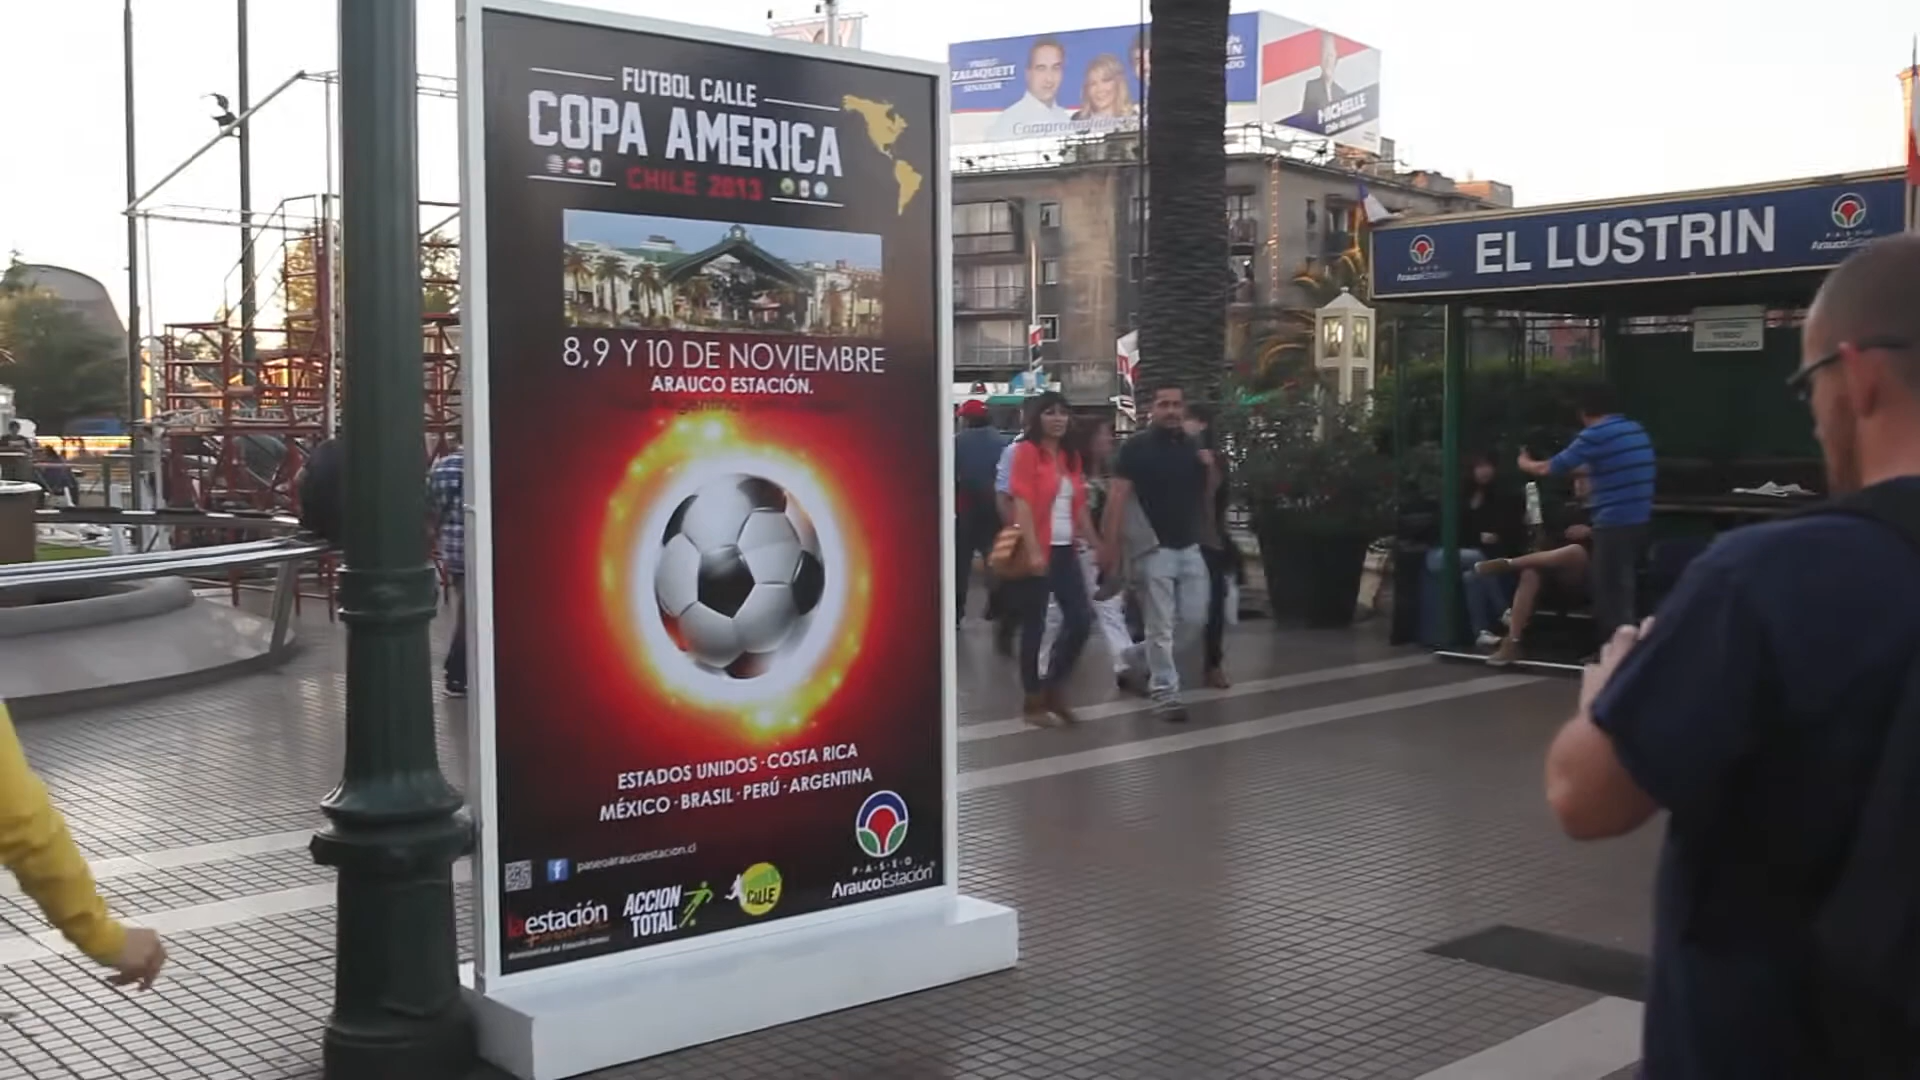 FUTBOL CALLE
COPA AMERICA
CHILE 2013
8,9 Y 10 DE NOVIEMBRE
ARAUCO ESTACIÓN.
ESTADOS UNIDOS · COSTA RICA
MÉXICO · BRASIL · PERÚ · ARGENTINA
paseoaraucoestacion.cl
laestación
ACCION
TOTAL
CALLE
P·A·S·E·O
AraucoEstación
ZALAQUETT
SENADOR
MICHELLE
EL LUSTRIN